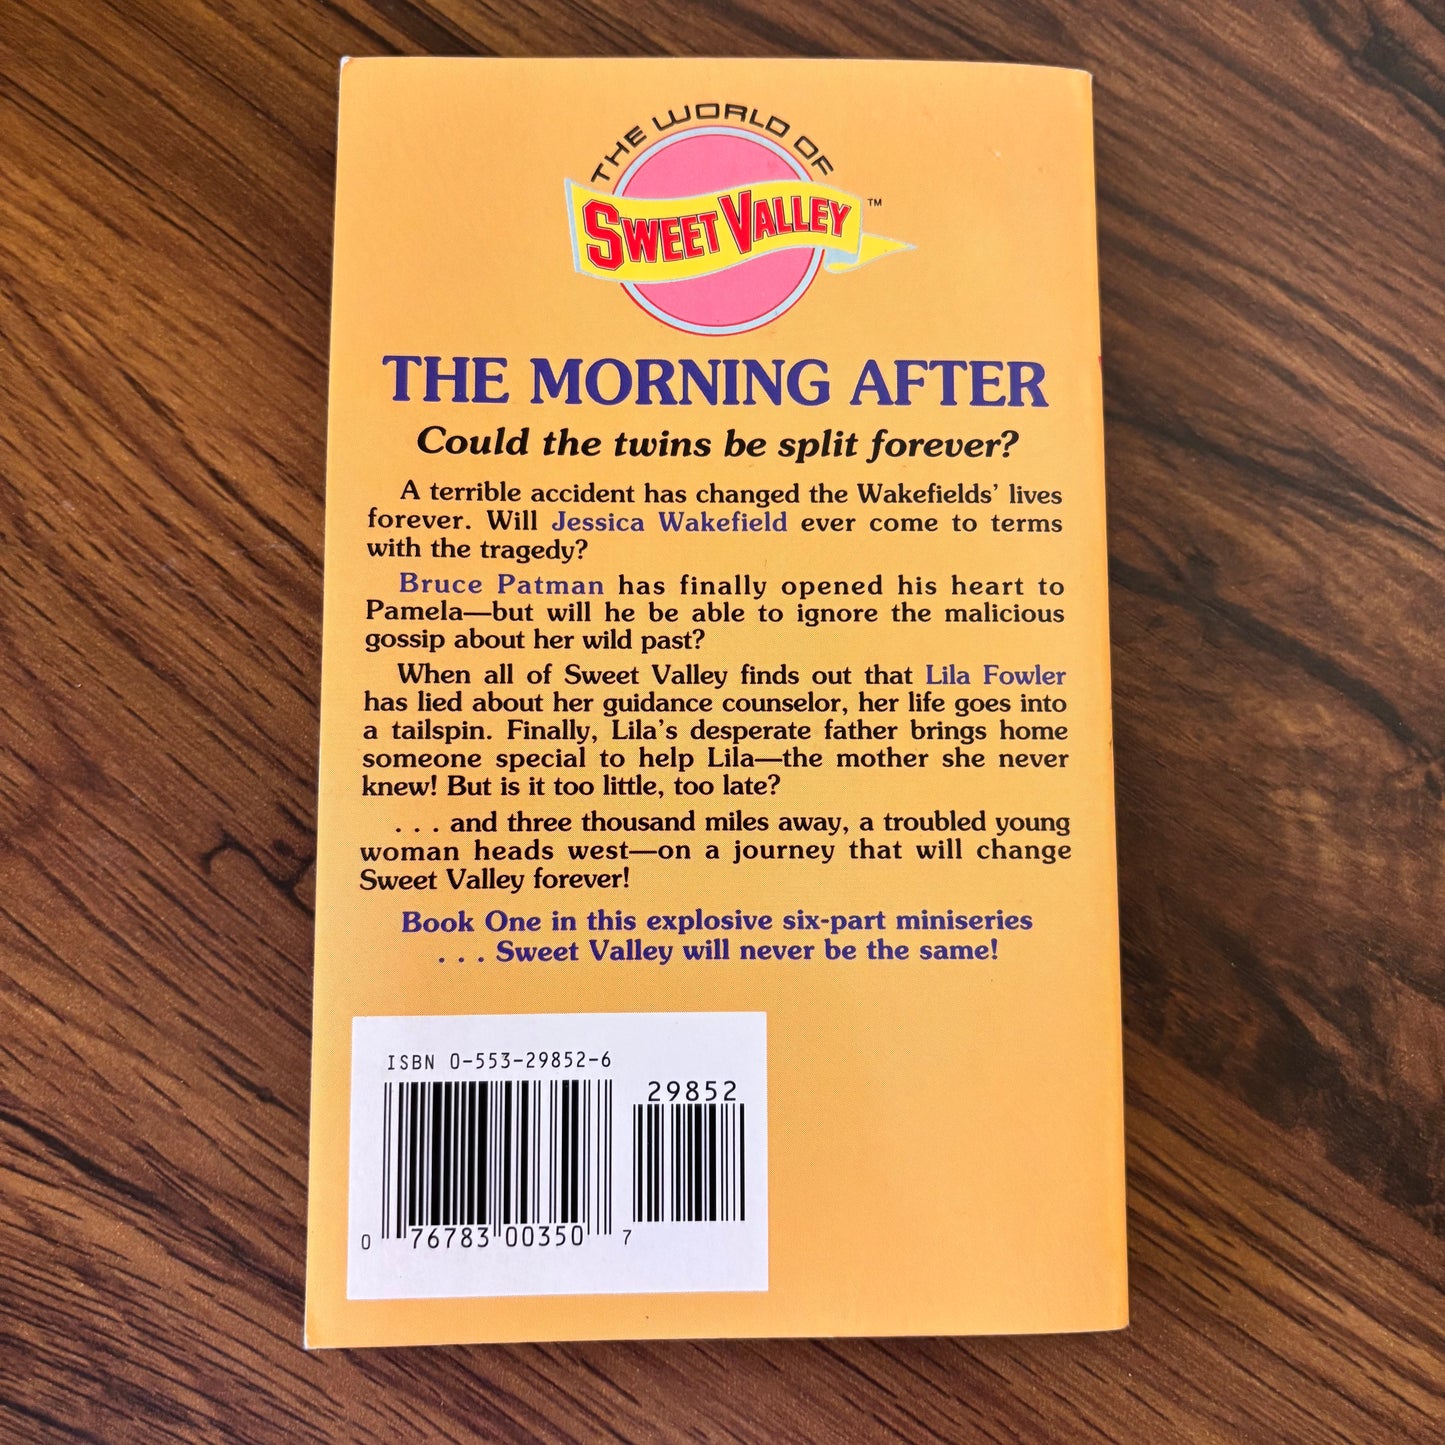 THE WORLD OF
SWEET VALLEY™
THE MORNING AFTER
Could the twins be split forever?
A terrible accident has changed the Wakefields' lives
forever. Will Jessica Wakefield ever come to terms
with the tragedy?
Bruce Patman has finally opened his heart to
Pamela—but will he be able to ignore the malicious
gossip about her wild past?
When all of Sweet Valley finds out that Lila Fowler
has lied about her guidance counselor, her life goes into
a tailspin. Finally, Lila's desperate father brings home
someone special to help Lila—the mother she never
knew! But is it too little, too late?
. . . and three thousand miles away, a troubled young
woman heads west—on a journey that will change
Sweet Valley forever!
Book One in this explosive six-part miniseries
. . . Sweet Valley will never be the same!
ISBN 0-553-29852-6
29852
0 76783 00350 7